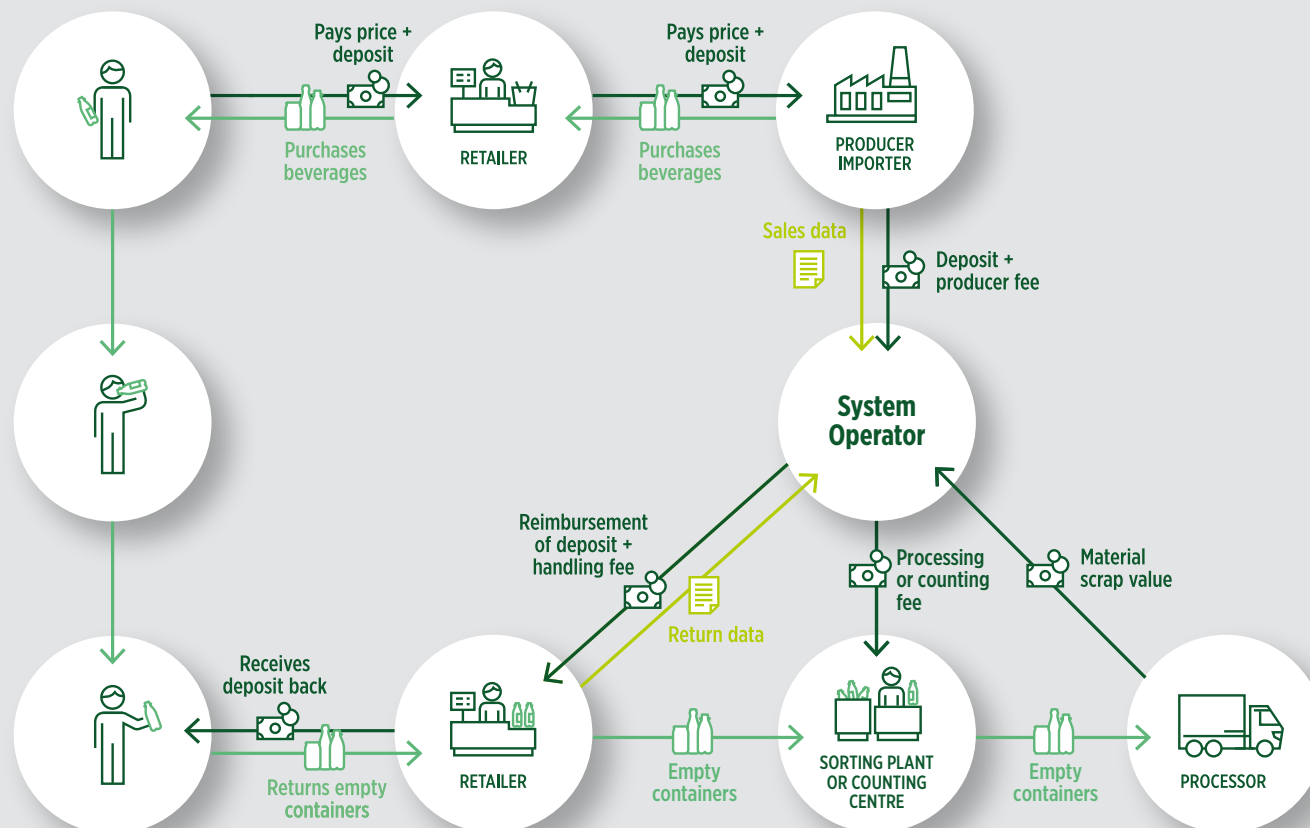 Pays price +
deposit
Pays price +
deposit
RETAILER
PRODUCER
IMPORTER
Purchases
beverages
Purchases
beverages
Sales data
Deposit +
producer fee
System
Operator
Reimbursement
of deposit +
handling fee
Processing
or counting
fee
Material
scrap value
Return data
Receives
deposit back
Returns empty
containers
RETAILER
Empty
containers
SORTING PLANT
OR COUNTING
CENTRE
Empty
containers
PROCESSOR